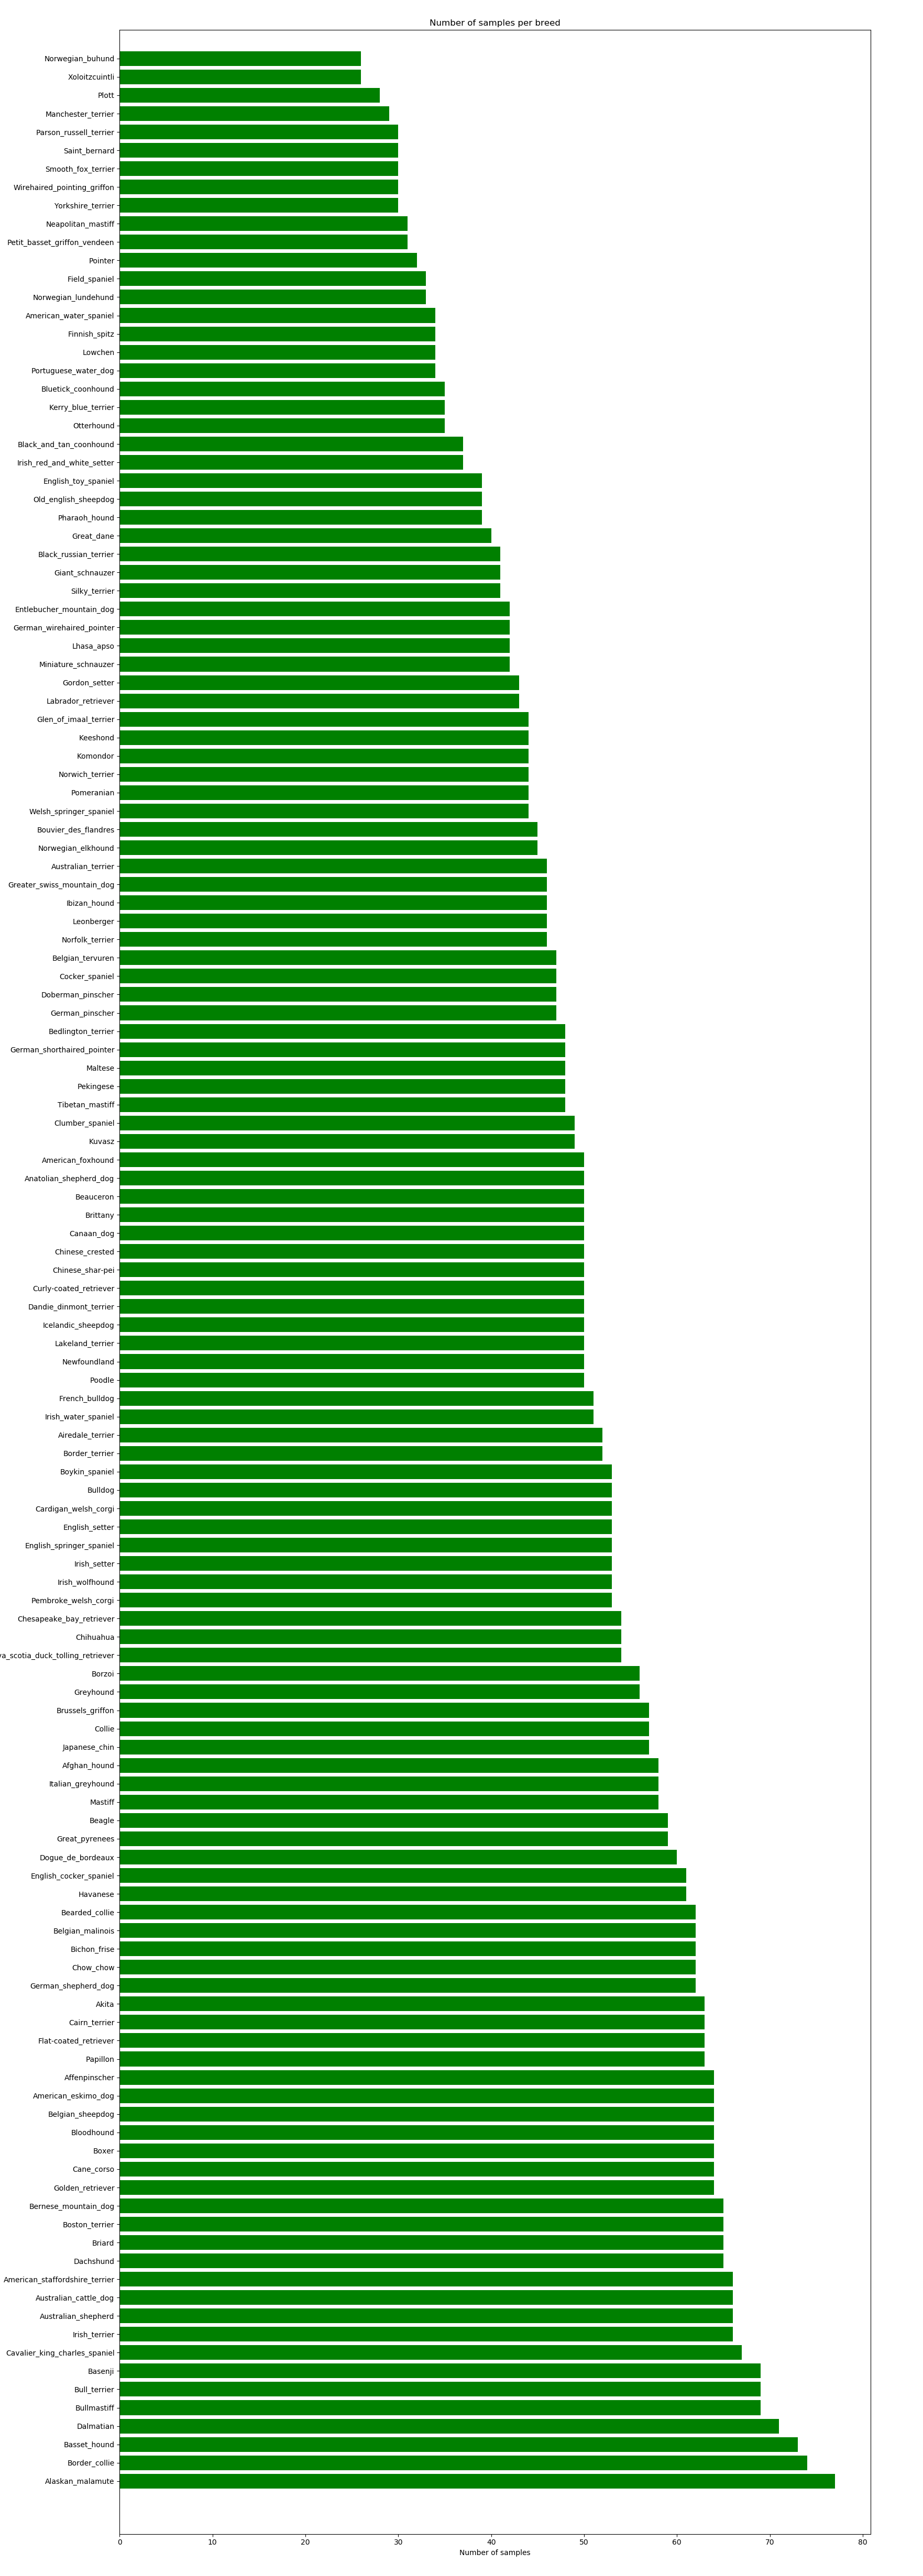 Number of samples per breed
Norwegian_buhund
Xoloitzcuintli
Plott
Manchester_terrier
Parson_russell_terrier
Saint_bernard
Smooth_fox_terrier
Wirehaired_pointing_griffon
Yorkshire_terrier
Neapolitan_mastiff
Petit_basset_griffon_vendeen
Pointer
Field_spaniel
Norwegian_lundehund
American_water_spaniel
Finnish_spitz
Lowchen
Portuguese_water_dog
Bluetick_coonhound
Kerry_blue_terrier
Otterhound
Black_and_tan_coonhound
Irish_red_and_white_setter
English_toy_spaniel
Old_english_sheepdog
Pharaoh_hound
Great_dane
Black_russian_terrier
Giant_schnauzer
Silky_terrier
Entlebucher_mountain_dog
German_wirehaired_pointer
Lhasa_apso
Miniature_schnauzer
Gordon_setter
Labrador_retriever
Glen_of_imaal_terrier
Keeshond
Komondor
Norwich_terrier
Pomeranian
Welsh_springer_spaniel
Bouvier_des_flandres
Norwegian_elkhound
Australian_terrier
Greater_swiss_mountain_dog
Ibizan_hound
Leonberger
Norfolk_terrier
Belgian_tervuren
Cocker_spaniel
Doberman_pinscher
German_pinscher
Bedlington_terrier
German_shorthaired_pointer
Maltese
Pekingese
Tibetan_mastiff
Clumber_spaniel
Kuvasz
American_foxhound
Anatolian_shepherd_dog
Beauceron
Brittany
Canaan_dog
Chinese_crested
Chinese_shar-pei
Curly-coated_retriever
Dandie_dinmont_terrier
Icelandic_sheepdog
Lakeland_terrier
Newfoundland
Poodle
French_bulldog
Irish_water_spaniel
Airedale_terrier
Border_terrier
Boykin_spaniel
Bulldog
Cardigan_welsh_corgi
English_setter
English_springer_spaniel
Irish_setter
Irish_wolfhound
Pembroke_welsh_corgi
Chesapeake_bay_retriever
Chihuahua
va_scotia_duck_tolling_retriever
Borzoi
Greyhound
Brussels_griffon
Collie
Japanese_chin
Afghan_hound
Italian_greyhound
Mastiff
Beagle
Great_pyrenees
Dogue_de_bordeaux
English_cocker_spaniel
Havanese
Bearded_collie
Belgian_malinois
Bichon_frise
Chow_chow
German_shepherd_dog
Akita
Cairn_terrier
Flat-coated_retriever
Papillon
Affenpinscher
American_eskimo_dog
Belgian_sheepdog
Bloodhound
Boxer
Cane_corso
Golden_retriever
Bernese_mountain_dog
Boston_terrier
Briard
Dachshund
American_staffordshire_terrier
Australian_cattle_dog
Australian_shepherd
Irish_terrier
Cavalier_king_charles_spaniel
Basenji
Bull_terrier
Bullmastiff
Dalmatian
Basset_hound
Border_collie
Alaskan_malamute
0 10 20 30 40 50 60 70 80
Number of samples